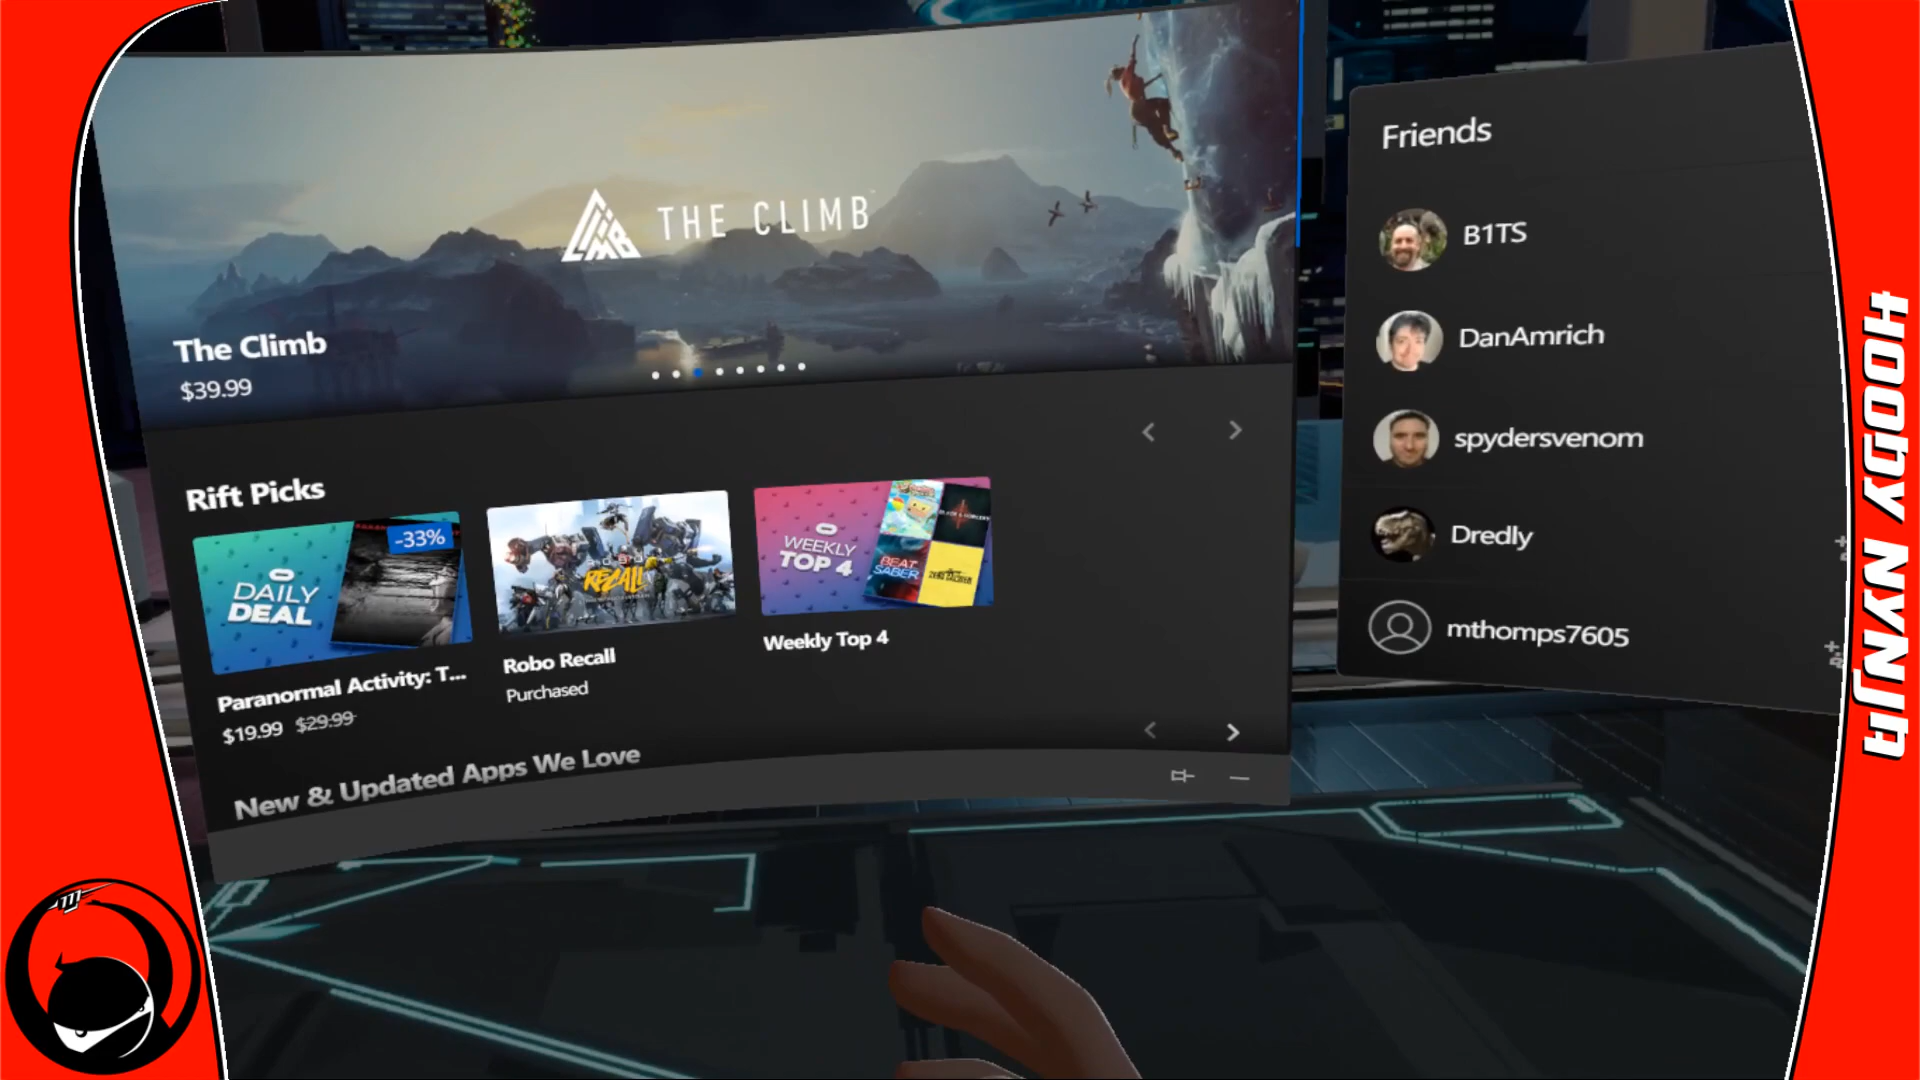 THE CLIMB
The Climb
$39.99
Rift Picks
-33%
DAILY
DEAL
Paranormal Activity: T...
$19.99 $29.99
RECALL
Robo Recall
Purchased
WEEKLY
TOP 4
BEAT
SABER
Weekly Top 4
New & Updated Apps We Love
Friends
B1TS
DanAmrich
spydersvenom
Dredly
mthomps7605
HOODY NYNJA